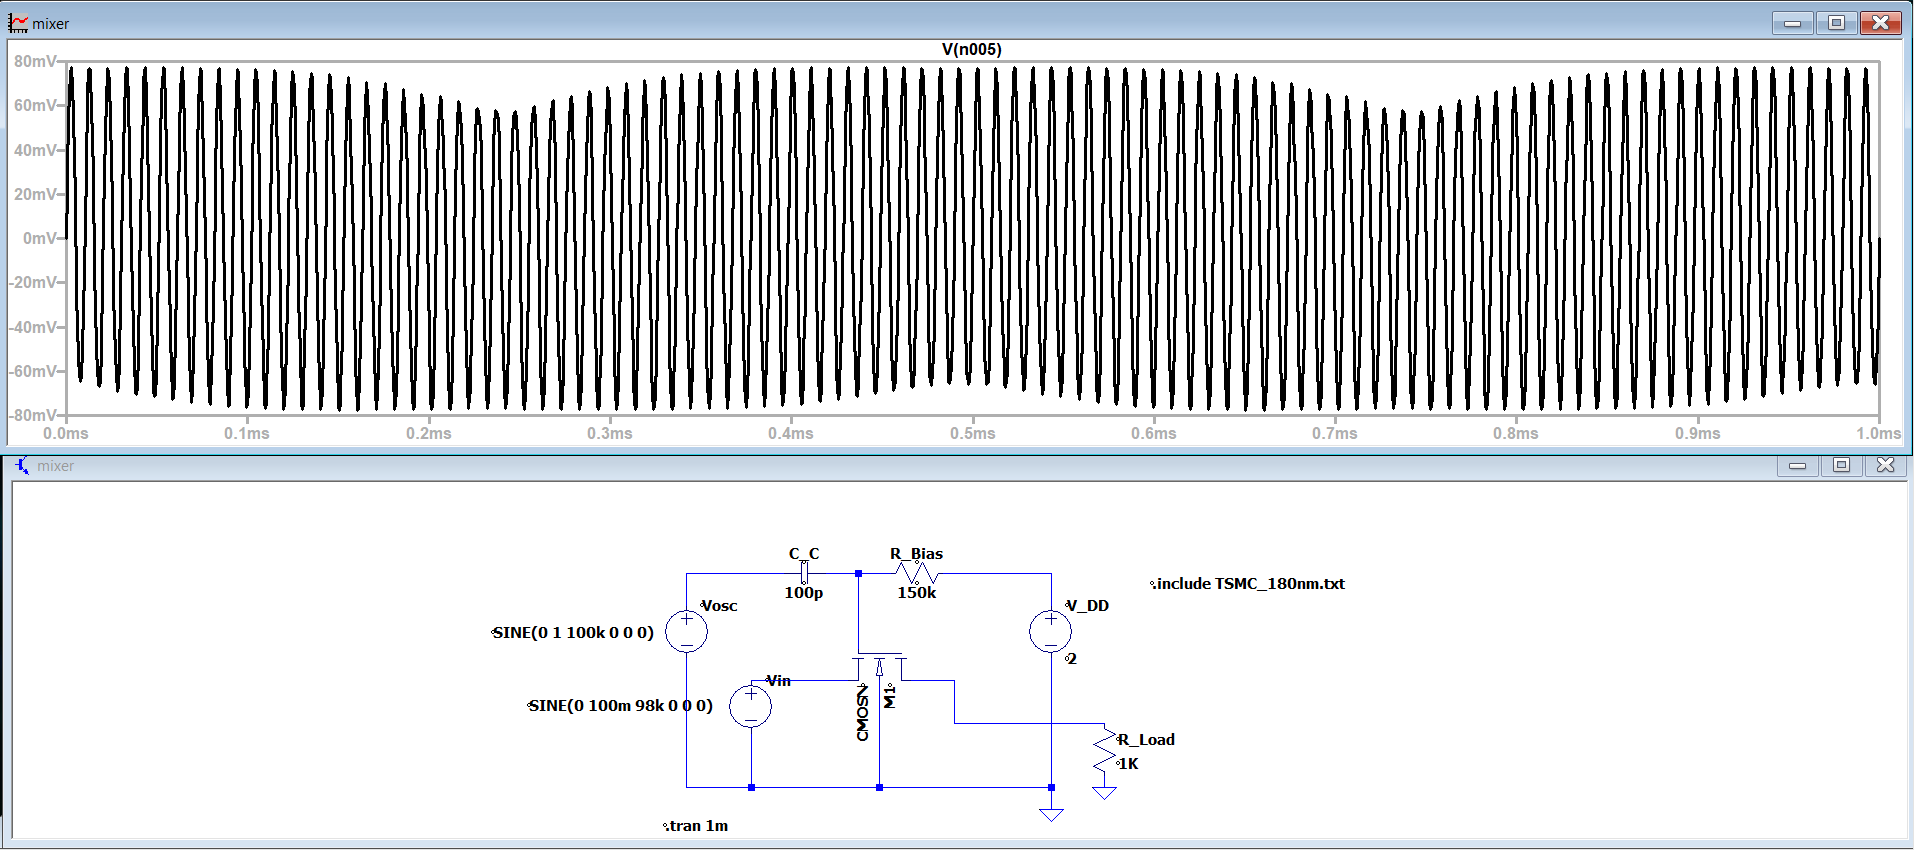 mixer
V(n005)
80mV
60mV
40mV
20mV
0mV
-20mV
-40mV
-60mV
-80mV
0.0ms 0.1ms 0.2ms 0.3ms 0.4ms 0.5ms 0.6ms 0.7ms 0.8ms 0.9ms 1.0ms
mixer
C_C
R_Bias
100p
150k
.include TSMC_180nm.txt
Vosc
V_DD
SINE(0 1 100k 0 0 0)
2
Vin
SINE(0 100m 98k 0 0 0)
CMOSN
M1
R_Load
1K
.tran 1m